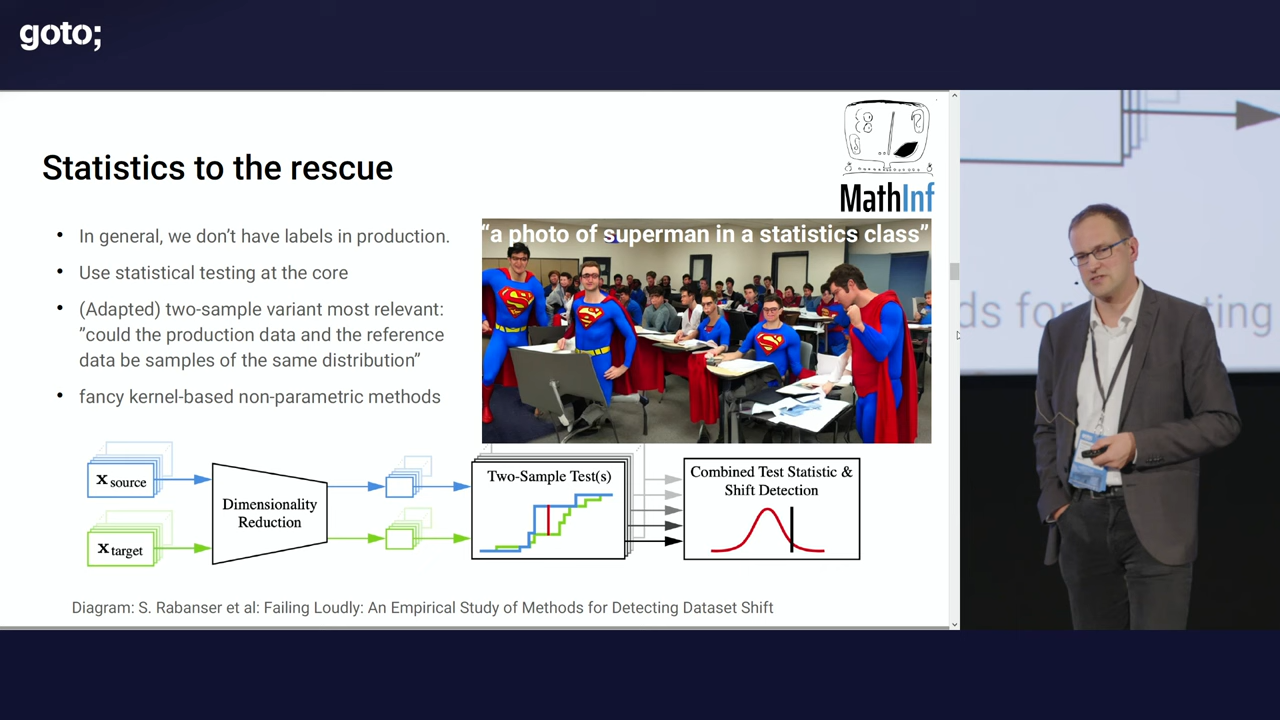 goto;
Statistics to the rescue
MathInf
• In general, we don't have labels in production.
• Use statistical testing at the core
• (Adapted) two-sample variant most relevant:
"could the production data and the reference
data be samples of the same distribution"
• fancy kernel-based non-parametric methods
"a photo of superman in a statistics class"
x source
x target
Dimensionality
Reduction
Two-Sample Test(s)
Combined Test Statistic &
Shift Detection
Diagram: S. Rabanser et al: Failing Loudly: An Empirical Study of Methods for Detecting Dataset Shift
ds for
ting